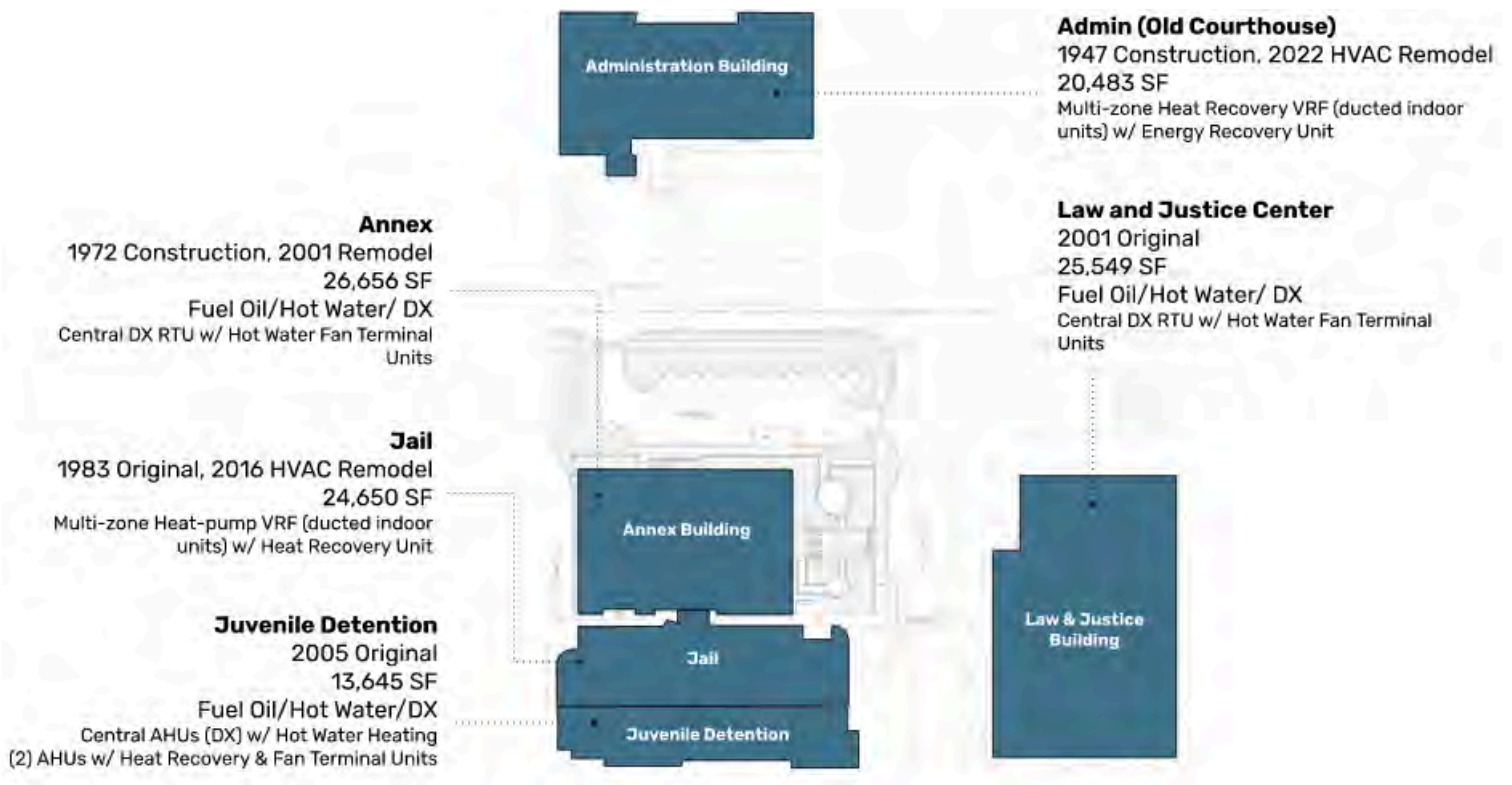 Administration Building
Admin (Old Courthouse)
1947 Construction, 2022 HVAC Remodel
20,483 SF
Multi-zone Heat Recovery VRF (ducted indoor
units) w/ Energy Recovery Unit
Annex
1972 Construction, 2001 Remodel
26,656 SF
Fuel Oil/Hot Water/ DX
Central DX RTU w/ Hot Water Fan Terminal
Units
Law and Justice Center
2001 Original
25,549 SF
Fuel Oil/Hot Water/ DX
Central DX RTU w/ Hot Water Fan Terminal
Units
Jail
1983 Original, 2016 HVAC Remodel
24,650 SF
Multi-zone Heat-pump VRF (ducted indoor
units) w/ Heat Recovery Unit
Annex Building
Law & Justice
Building
Juvenile Detention
2005 Original
13,645 SF
Fuel Oil/Hot Water/DX
Central AHUs (DX) w/ Hot Water Heating
(2) AHUs w/ Heat Recovery & Fan Terminal Units
Jail
Juvenile Detention